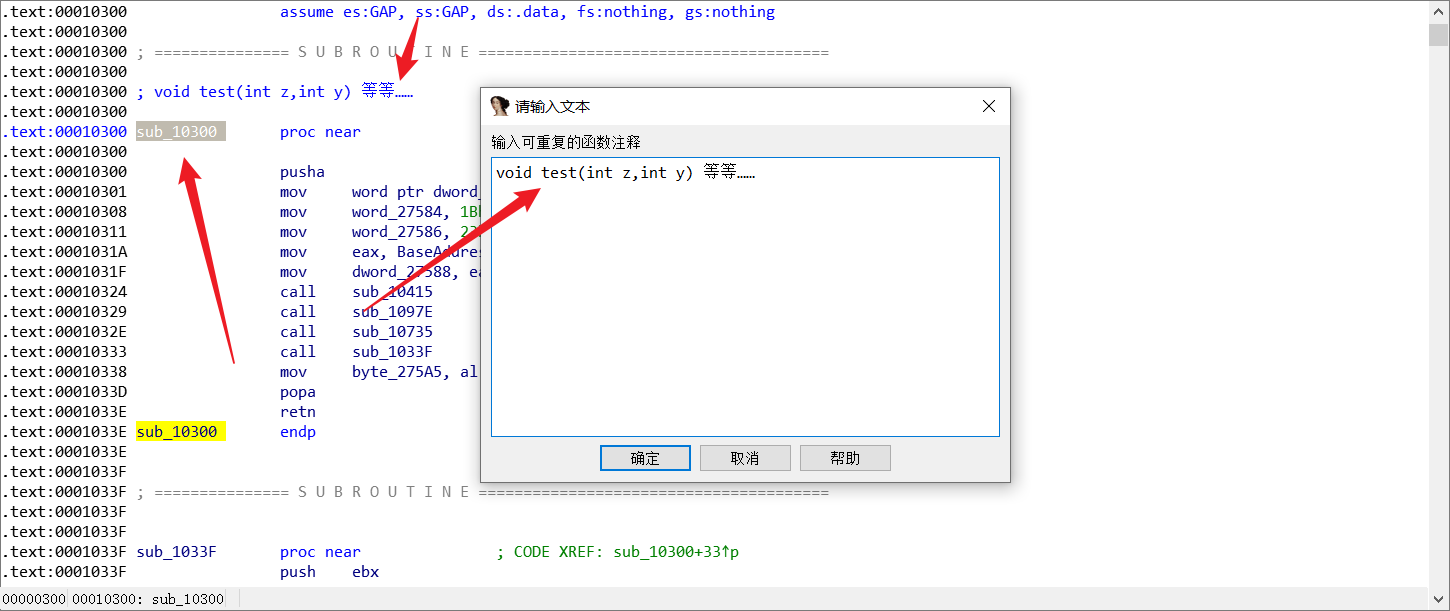 .text:00010300 assume es:GAP, ss:GAP, ds:.data, fs:nothing, gs:nothing
.text:00010300
.text:00010300 ; =============== S U B R O U T I N E =======================================
.text:00010300
.text:00010300 ; void test(int z,int y) 等等……
.text:00010300
.text:00010300 sub_10300 proc near
.text:00010300
.text:00010300 pusha
.text:00010301 mov word ptr dword_
.text:00010308 mov word_27584, 1B
.text:00010311 mov word_27586, 22
.text:0001031A mov eax, BaseAddres
.text:0001031F mov dword_27588, ea
.text:00010324 call sub_10415
.text:00010329 call sub_1097E
.text:0001032E call sub_10735
.text:00010333 call sub_1033F
.text:00010338 mov byte_275A5, al
.text:0001033D popa
.text:0001033E retn
.text:0001033E sub_10300 endp
.text:0001033E
.text:0001033F
.text:0001033F ; =============== S U B R O U T I N E =======================================
.text:0001033F
.text:0001033F
.text:0001033F sub_1033F proc near ; CODE XREF: sub_10300+33↑p
.text:0001033F push ebx
00000300 00010300: sub_10300
请输入文本
输入可重复的函数注释
void test(int z,int y) 等等……
确定 取消 帮助